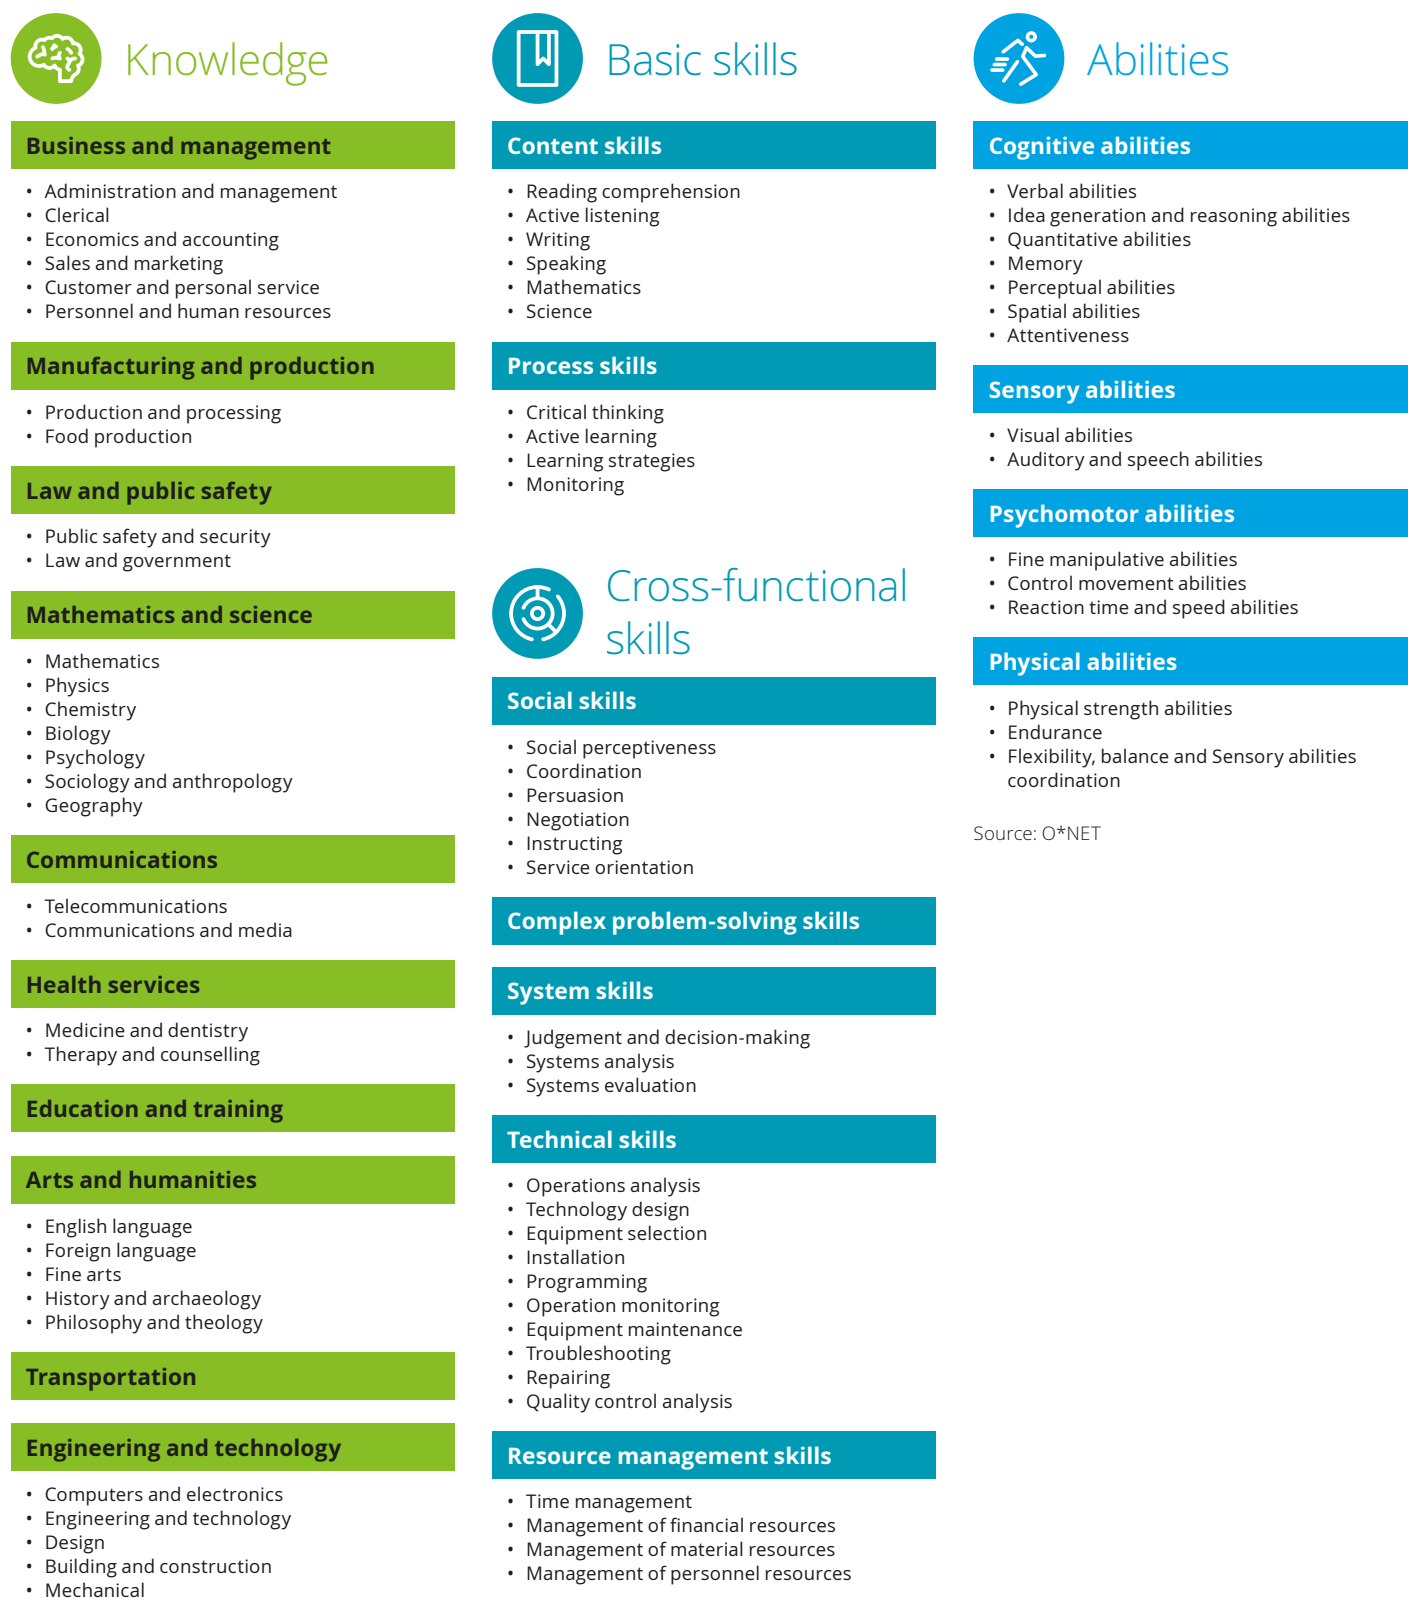 Knowledge
Business and management
• Administration and management
• Clerical
• Economics and accounting
• Sales and marketing
• Customer and personal service
• Personnel and human resources
Manufacturing and production
• Production and processing
• Food production
Law and public safety
• Public safety and security
• Law and government
Mathematics and science
• Mathematics
• Physics
• Chemistry
• Biology
• Psychology
• Sociology and anthropology
• Geography
Communications
• Telecommunications
• Communications and media
Health services
• Medicine and dentistry
• Therapy and counselling
Education and training
Arts and humanities
• English language
• Foreign language
• Fine arts
• History and archaeology
• Philosophy and theology
Transportation
Engineering and technology
• Computers and electronics
• Engineering and technology
• Design
• Building and construction
• Mechanical
Basic skills
Content skills
• Reading comprehension
• Active listening
• Writing
• Speaking
• Mathematics
• Science
Process skills
• Critical thinking
• Active learning
• Learning strategies
• Monitoring
Cross-functional
skills
Social skills
• Social perceptiveness
• Coordination
• Persuasion
• Negotiation
• Instructing
• Service orientation
Complex problem-solving skills
System skills
• Judgement and decision-making
• Systems analysis
• Systems evaluation
Technical skills
• Operations analysis
• Technology design
• Equipment selection
• Installation
• Programming
• Operation monitoring
• Equipment maintenance
• Troubleshooting
• Repairing
• Quality control analysis
Resource management skills
• Time management
• Management of financial resources
• Management of material resources
• Management of personnel resources
Abilities
Cognitive abilities
• Verbal abilities
• Idea generation and reasoning abilities
• Quantitative abilities
• Memory
• Perceptual abilities
• Spatial abilities
• Attentiveness
Sensory abilities
• Visual abilities
• Auditory and speech abilities
Psychomotor abilities
• Fine manipulative abilities
• Control movement abilities
• Reaction time and speed abilities
Physical abilities
• Physical strength abilities
• Endurance
• Flexibility, balance and Sensory abilities
coordination
Source: O*NET